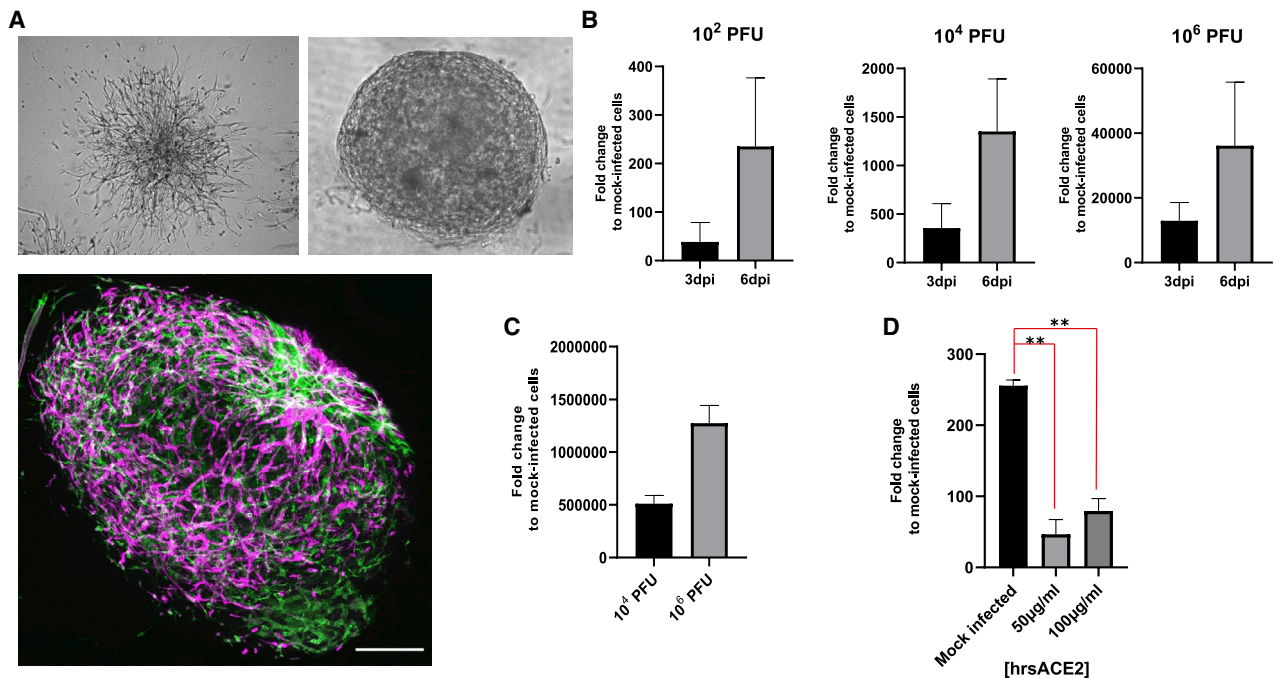 A
B
10² PFU
Fold change
to mock-infected cells
400
300
200
100
0
3dpi
6dpi
10⁴ PFU
Fold change
to mock-infected cells
2000
1500
1000
500
0
3dpi
6dpi
10⁶ PFU
Fold change
to mock-infected cells
60000
40000
20000
0
3dpi
6dpi
C
Fold change
to mock-infected cells
2000000
1500000
1000000
500000
0
10⁴ PFU
10⁶ PFU
D
**
**
Fold change
to mock-infected cells
300
200
100
0
Mock infected
50µg/ml
100µg/ml
[hrsACE2]